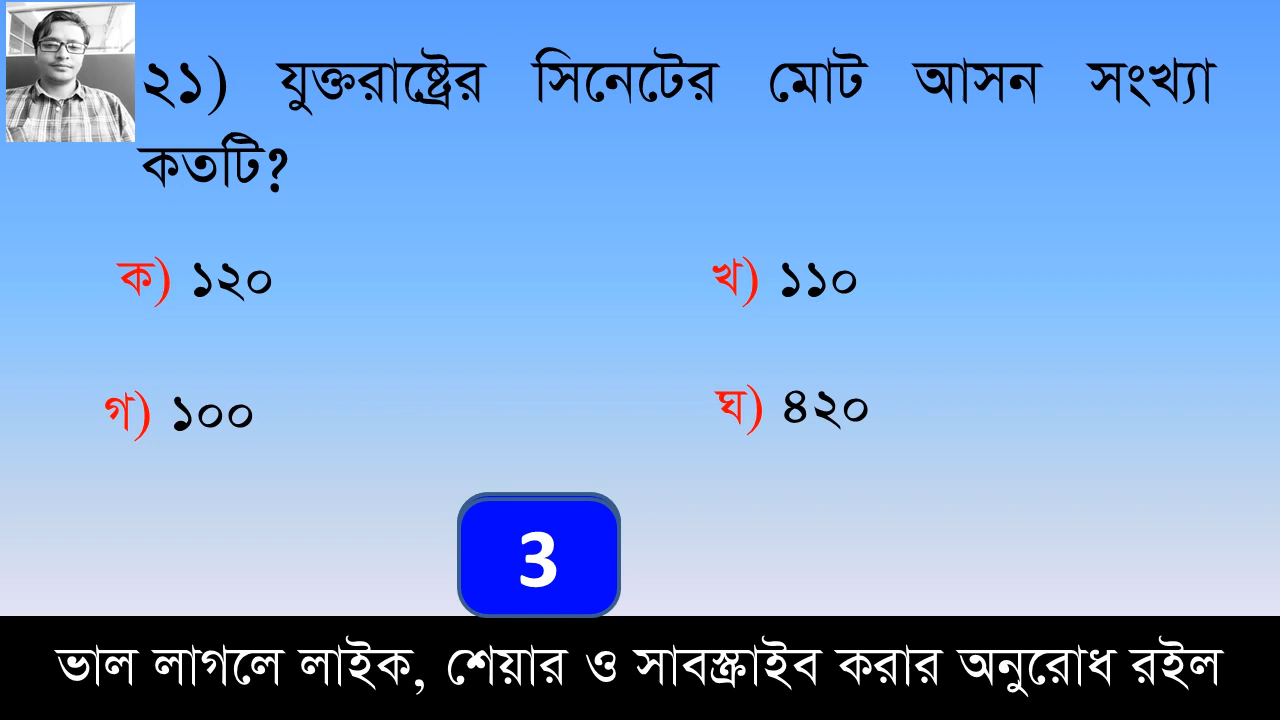 ২১) যুক্তরাষ্ট্রের সিনেটের মোট আসন সংখ্যা
কতটি?
ক) ১২০ খ) ১১০
গ) ১০০ ঘ) ৪২০
3
ভাল লাগলে লাইক, শেয়ার ও সাবস্ক্রাইব করার অনুরোধ রইল